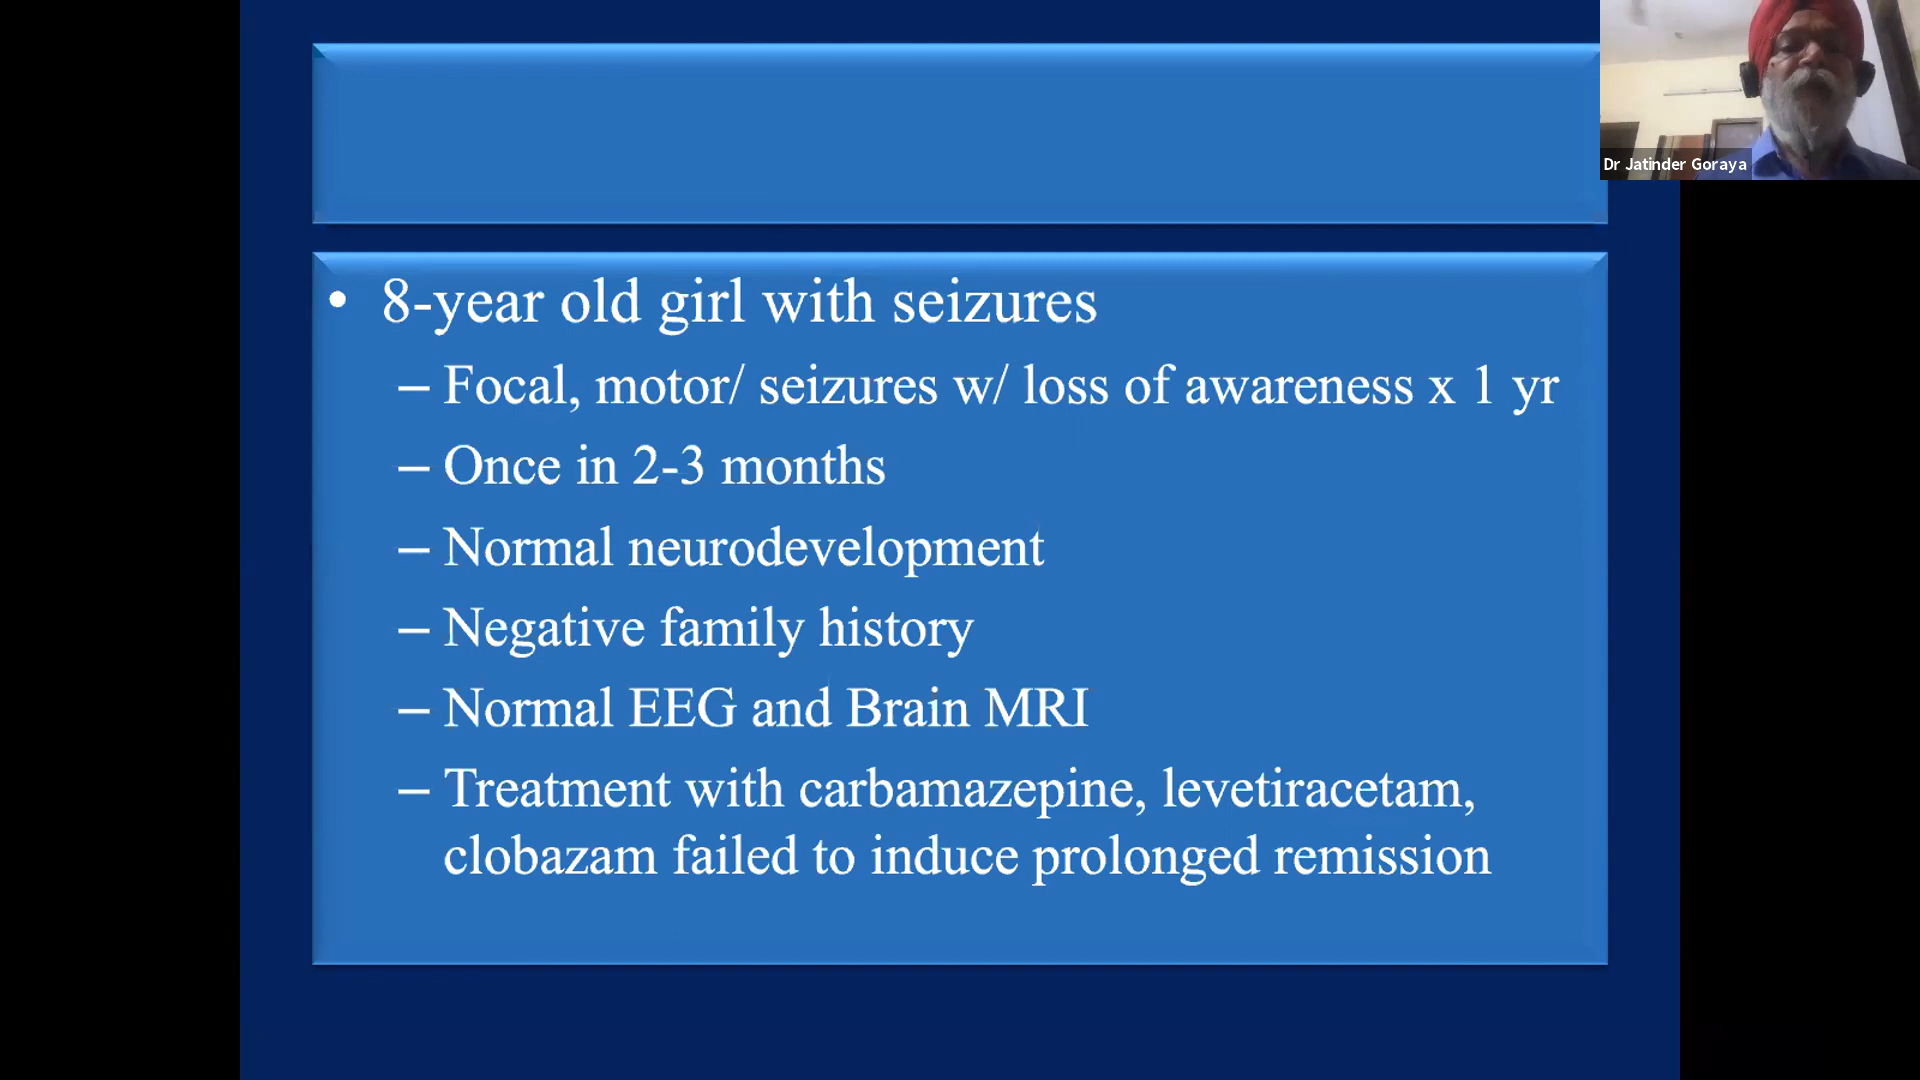 Dr Jatinder Goraya
• 8-year old girl with seizures
– Focal, motor/ seizures w/ loss of awareness x 1 yr
– Once in 2-3 months
– Normal neurodevelopment
– Negative family history
– Normal EEG and Brain MRI
– Treatment with carbamazepine, levetiracetam,
clobazam failed to induce prolonged remission